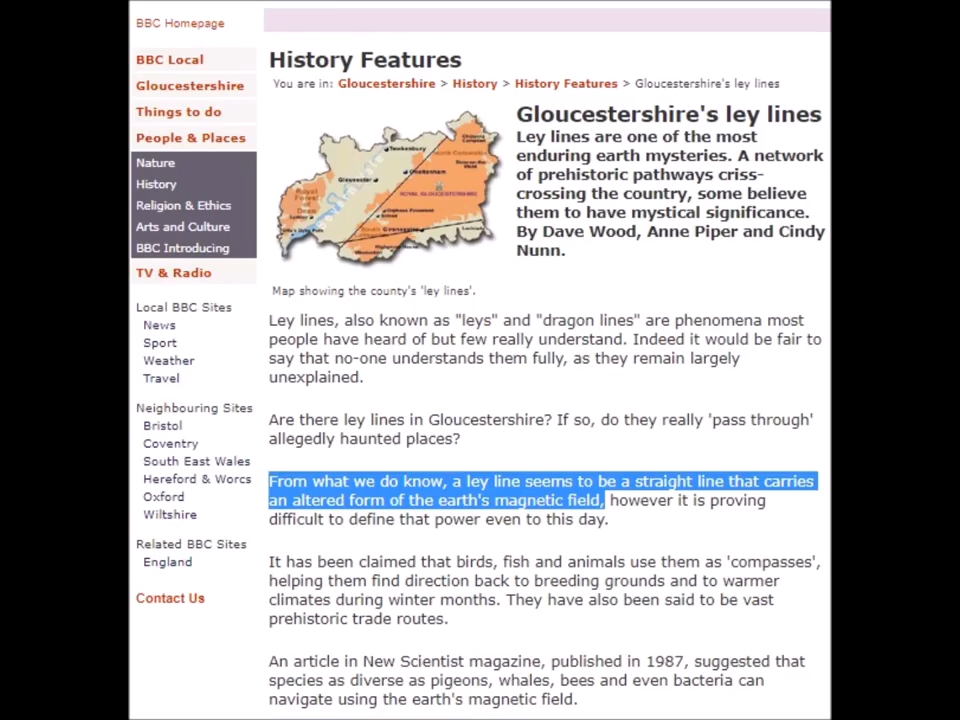 BBC Homepage
BBC Local
Gloucestershire
Things to do
People & Places
Nature
History
Religion & Ethics
Arts and Culture
BBC Introducing
TV & Radio
Local BBC Sites
News
Sport
Weather
Travel
Neighbouring Sites
Bristol
Coventry
South East Wales
Hereford & Worcs
Oxford
Wiltshire
Related BBC Sites
England
Contact Us
History Features
You are in: Gloucestershire > History > History Features > Gloucestershire's ley lines
Tewkesbury
Gloucester
Cheltenham
Royal
Forest of
Dean
ROYAL GLOUCESTERSHIRE
Map showing the county's 'ley lines'.
Gloucestershire's ley lines
Ley lines are one of the most
enduring earth mysteries. A network
of prehistoric pathways criss-
crossing the country, some believe
them to have mystical significance.
By Dave Wood, Anne Piper and Cindy
Nunn.
Ley lines, also known as "leys" and "dragon lines" are phenomena most
people have heard of but few really understand. Indeed it would be fair to
say that no-one understands them fully, as they remain largely
unexplained.
Are there ley lines in Gloucestershire? If so, do they really 'pass through'
allegedly haunted places?
From what we do know, a ley line seems to be a straight line that carries
an altered form of the earth's magnetic field, however it is proving
difficult to define that power even to this day.
It has been claimed that birds, fish and animals use them as 'compasses',
helping them find direction back to breeding grounds and to warmer
climates during winter months. They have also been said to be vast
prehistoric trade routes.
An article in New Scientist magazine, published in 1987, suggested that
species as diverse as pigeons, whales, bees and even bacteria can
navigate using the earth's magnetic field.